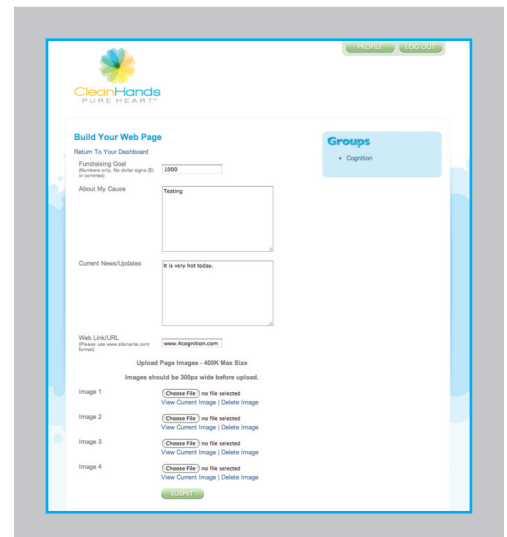 PROFILE LOG OUT
CleanHands
PURE HEART™
Build Your Web Page
Return To Your Dashboard
Groups
• Cognition
Fundraising Goal
(Numbers only. No dollar signs ($)
or commas)
1000
About My Cause
Testing
Current News/Updates
It is very hot today.
Web Link/URL
(Please use www.sitename.com
format)
www.4cognition.com
Upload Page Images - 400K Max Size
Images should be 300px wide before upload.
Image 1
Choose File no file selected
View Current Image | Delete Image
Image 2
Choose File no file selected
View Current Image | Delete Image
Image 3
Choose File no file selected
View Current Image | Delete Image
Image 4
Choose File no file selected
View Current Image | Delete Image
SUBMIT